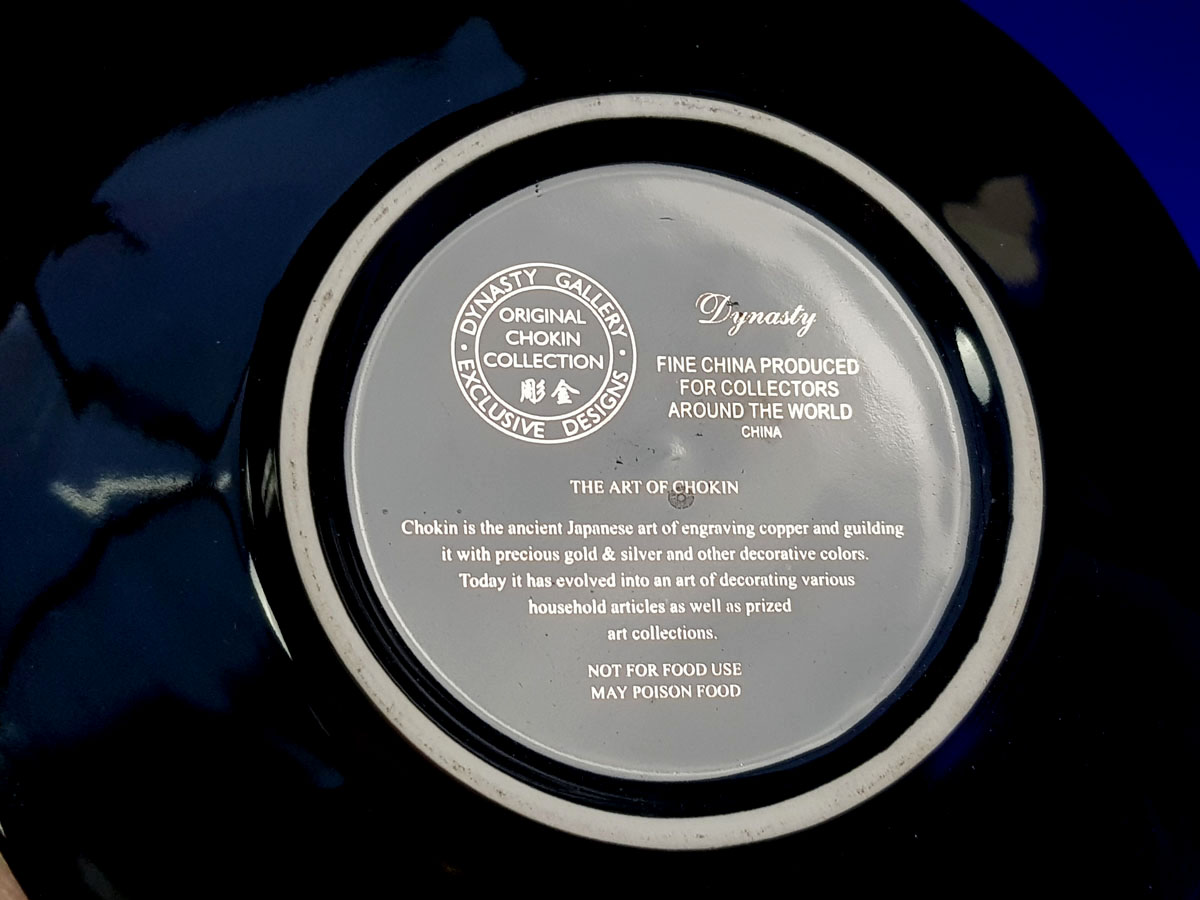 DYNASTY GALLERY
ORIGINAL
CHOKIN
COLLECTION
彫金
EXCLUSIVE DESIGNS
Dynasty
FINE CHINA PRODUCED
FOR COLLECTORS
AROUND THE WORLD
CHINA
THE ART OF CHOKIN
Chokin is the ancient Japanese art of engraving copper and guilding
it with precious gold & silver and other decorative colors.
Today it has evolved into an art of decorating various
household articles as well as prized
art collections.
NOT FOR FOOD USE
MAY POISON FOOD